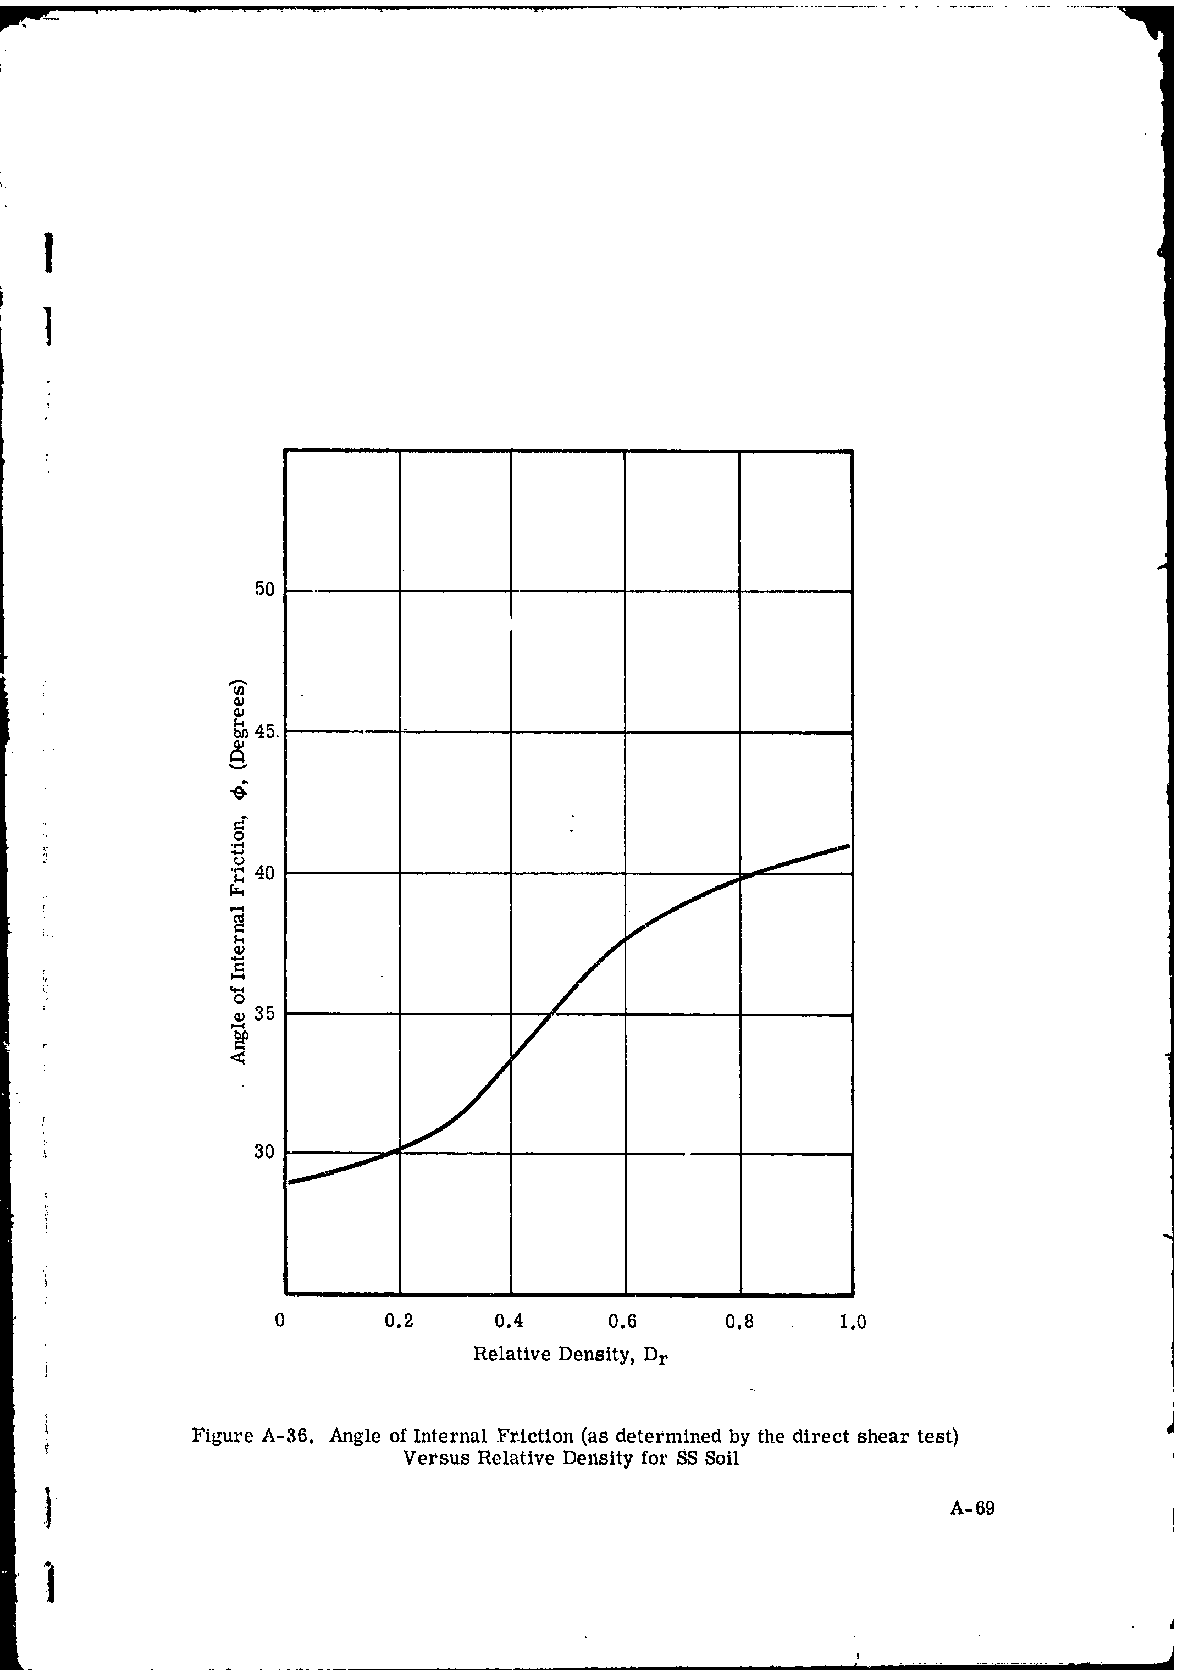 50
45
40
35
30
Angle of Internal Friction, Φ, (Degrees)
0 0.2 0.4 0.6 0.8 1.0
Relative Density, Dr
Figure A-36. Angle of Internal Friction (as determined by the direct shear test)
Versus Relative Density for SS Soil
A-69